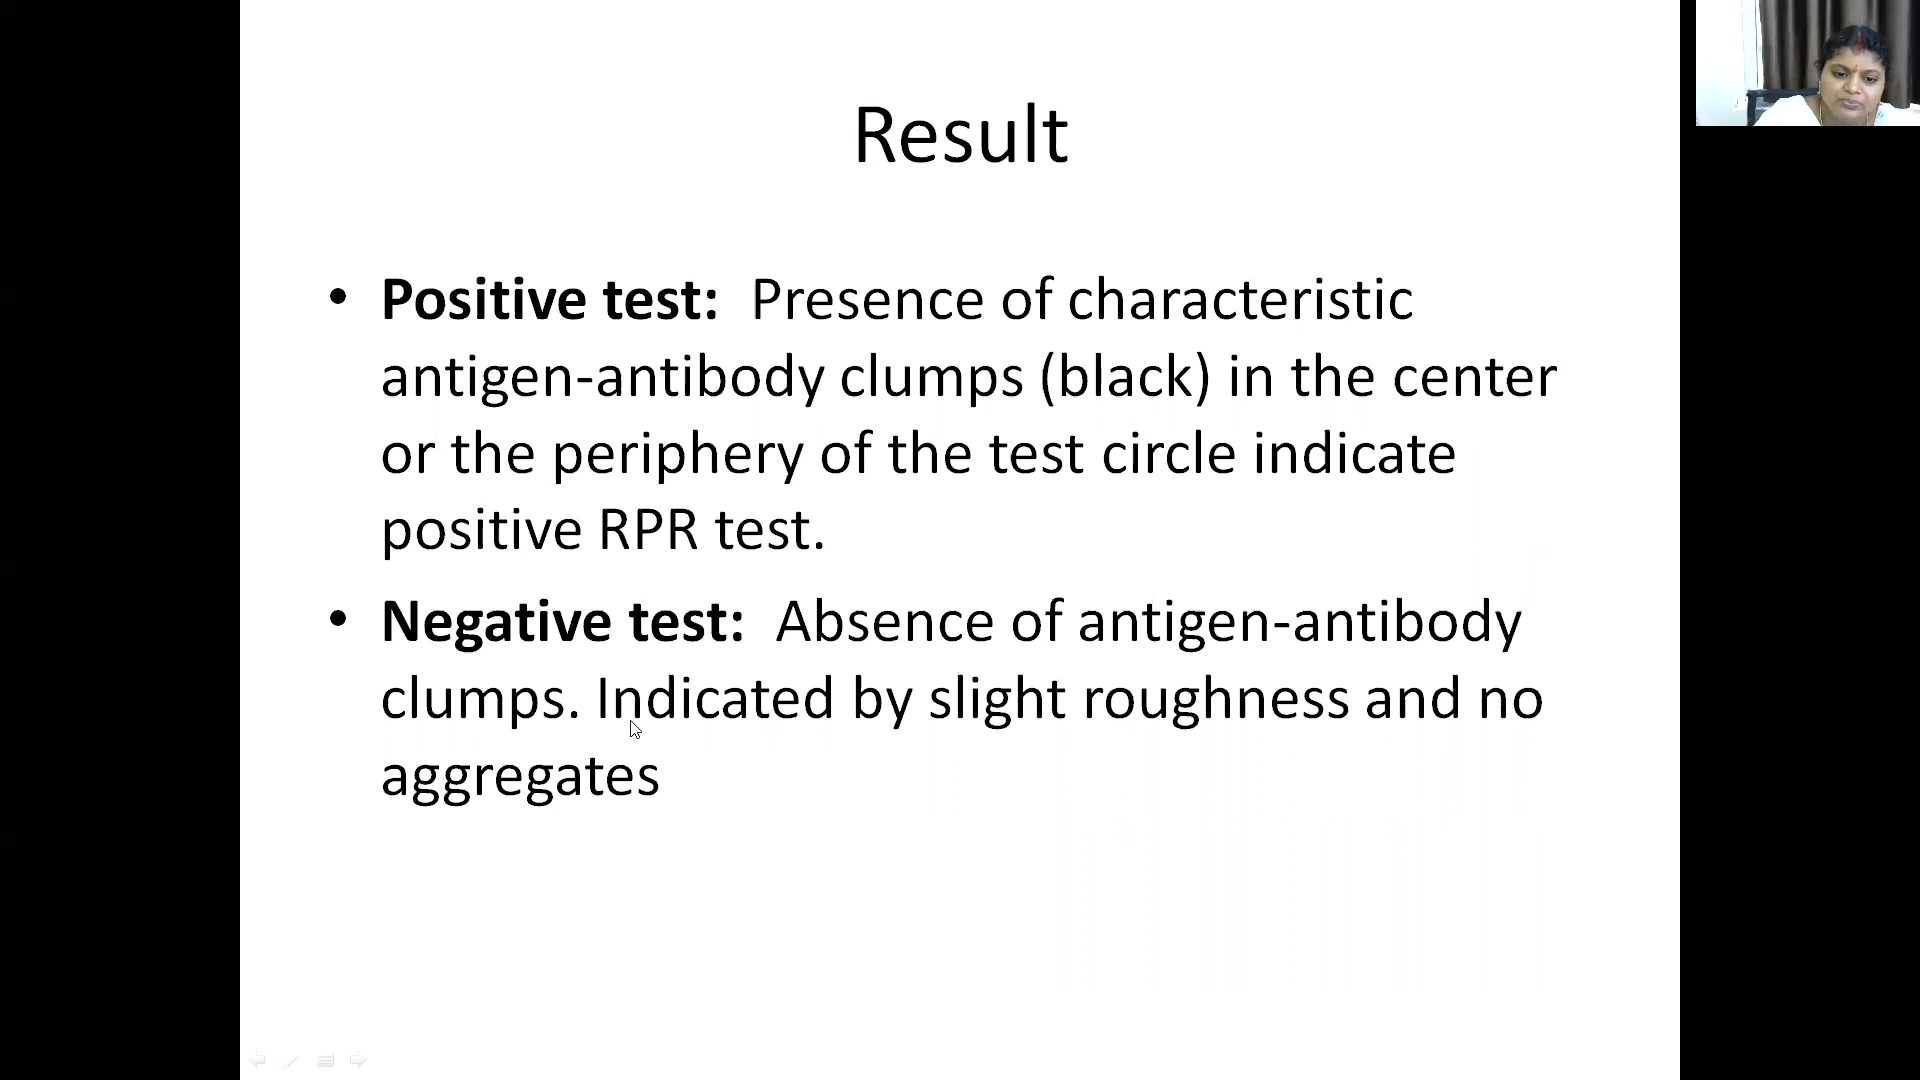 Result
• Positive test: Presence of characteristic
antigen-antibody clumps (black) in the center
or the periphery of the test circle indicate
positive RPR test.
• Negative test: Absence of antigen-antibody
clumps. Indicated by slight roughness and no
aggregates